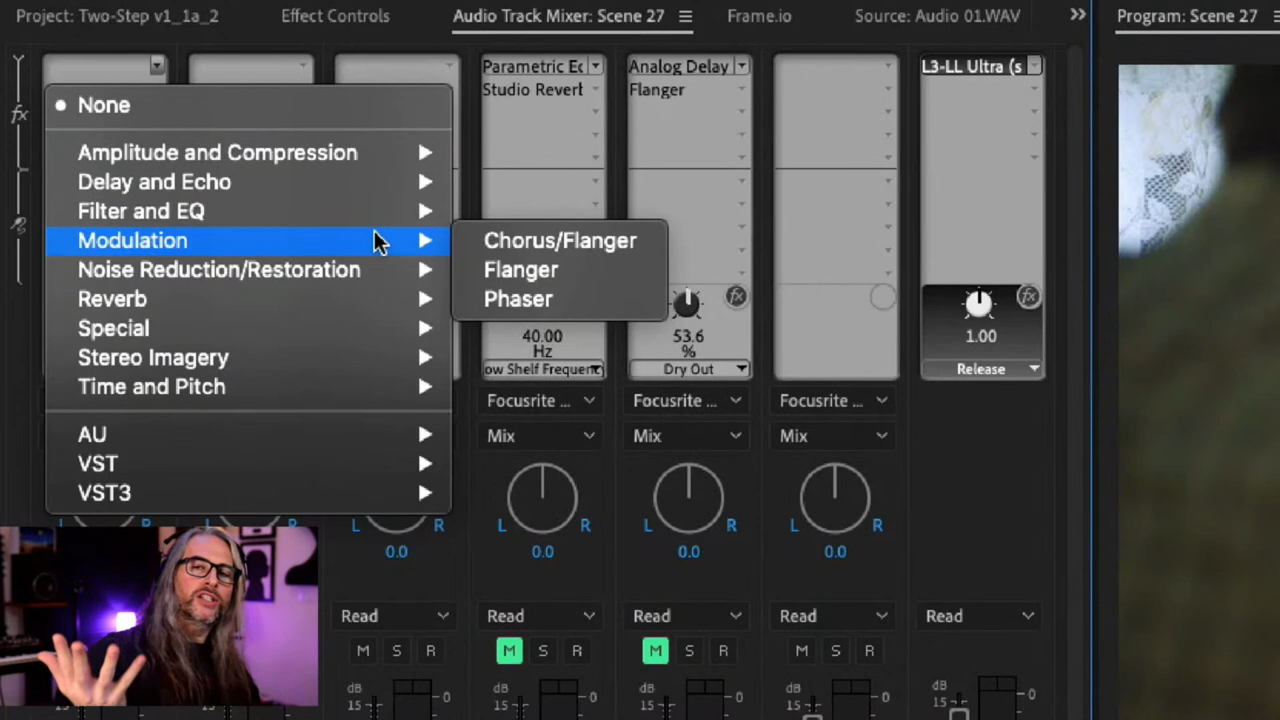 Project: Two-Step v1_1a_2
Effect Controls
Audio Track Mixer: Scene 27
Frame.io
Source: Audio 01.WAV
Program: Scene 27
fx
None
Amplitude and Compression
Delay and Echo
Filter and EQ
Modulation
Noise Reduction/Restoration
Reverb
Special
Stereo Imagery
Time and Pitch
AU
VST
VST3
Chorus/Flanger
Flanger
Phaser
Parametric Ec
Studio Reverb
Analog Delay
Flanger
L3-LL Ultra (s
40.00
Hz
ow Shelf Frequen
53.6
%
fx
Dry Out
fx
1.00
Release
Focusrite ...
Focusrite ...
Focusrite ...
Mix
Mix
Mix
L R L R L R L R
0.0 0.0 0.0 0.0
Read Read Read Read Read
M S R M S R M S R M S R
dB dB dB dB dB
15 0 15 0 15 0 15 0 15 0